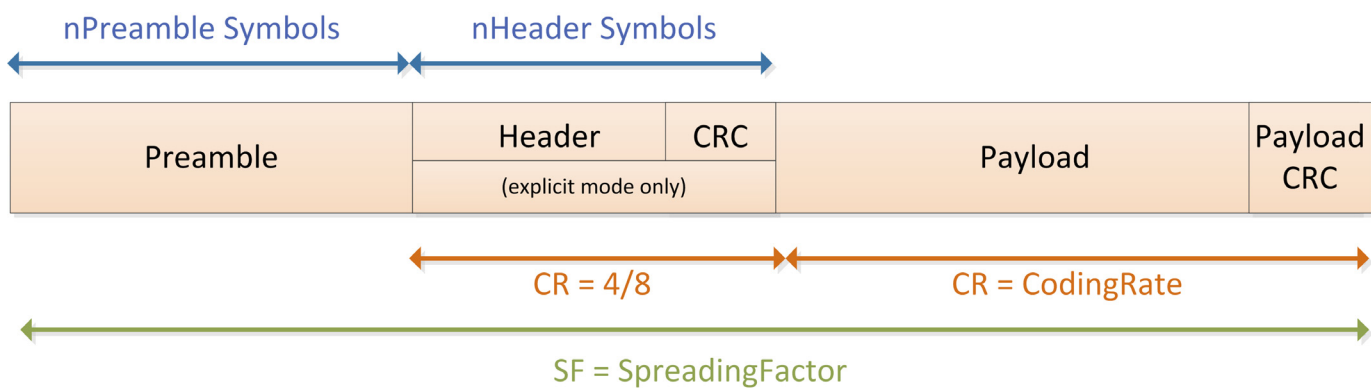 nPreamble Symbols
nHeader Symbols
Preamble
Header
CRC
(explicit mode only)
Payload
Payload
CRC
CR = 4/8
CR = CodingRate
SF = SpreadingFactor